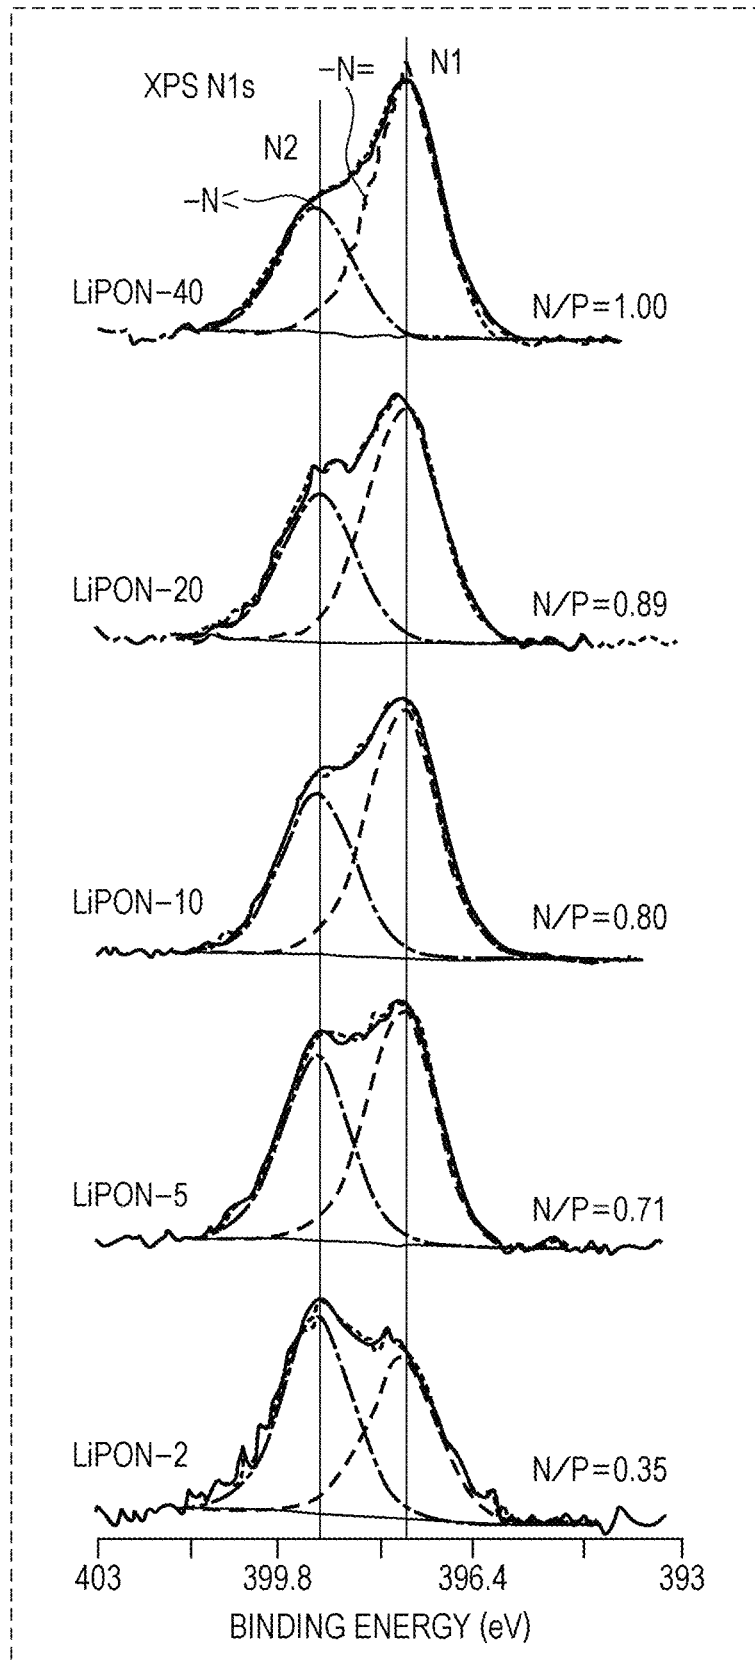 XPS N1s
–N=
N1
N2
–N<
LiPON–40
N/P=1.00
LiPON–20
N/P=0.89
LiPON–10
N/P=0.80
LiPON–5
N/P=0.71
LiPON–2
N/P=0.35
403 399.8 396.4 393
BINDING ENERGY (eV)